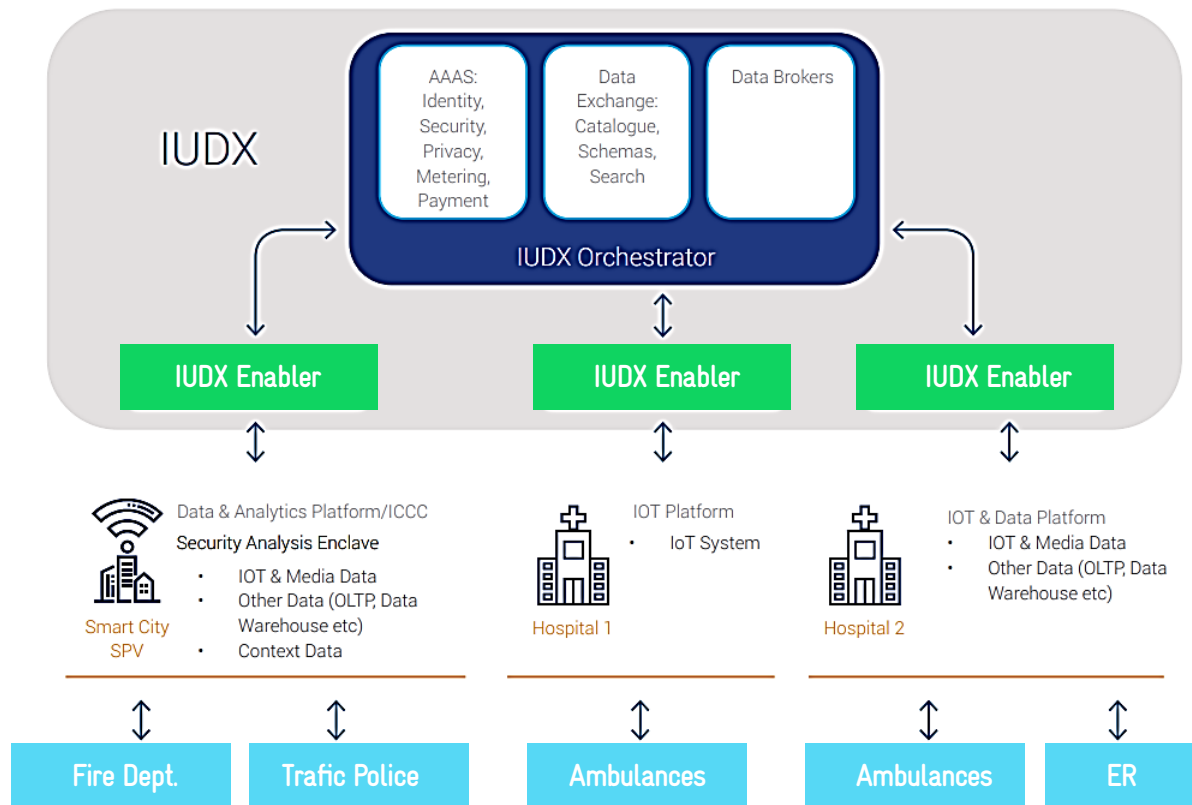 IUDX
AAAS:
Identity,
Security,
Privacy,
Metering,
Payment
Data
Exchange:
Catalogue,
Schemas,
Search
Data Brokers
IUDX Orchestrator
IUDX Enabler
IUDX Enabler
IUDX Enabler
Data & Analytics Platform/ICCC
Security Analysis Enclave
• IOT & Media Data
• Other Data (OLTP, Data
Warehouse etc)
• Context Data
Smart City
SPV
IOT Platform
• IoT System
Hospital 1
IOT & Data Platform
• IOT & Media Data
• Other Data (OLTP, Data
Warehouse etc)
Hospital 2
Fire Dept.
Trafic Police
Ambulances
Ambulances
ER